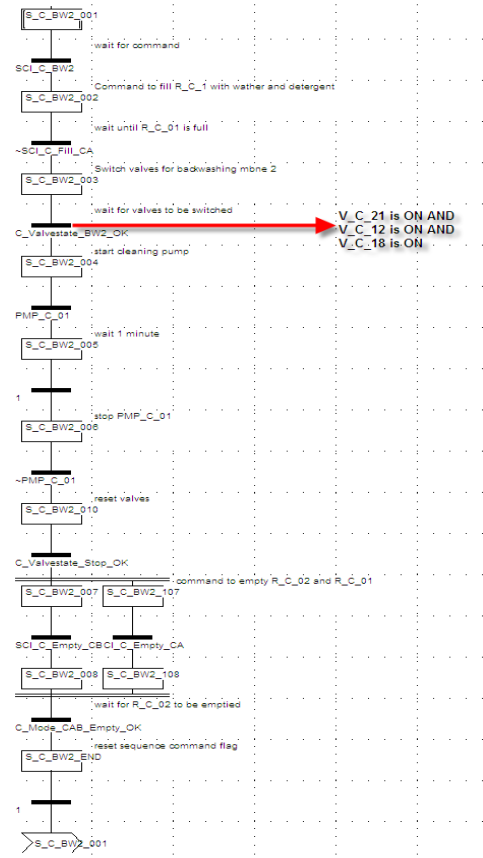 S_C_BW2_001
wait for command
SCI_C_BW2
Command to fill R_C_1 with wather and detergent
S_C_BW2_002
wait until R_C_01 is full
~SCI_C_Fill_CA
Switch valves for backwashing mbne 2
S_C_BW2_003
wait for valves to be switched
C_Valvestate_BW2_OK
V_C_21 is ON AND
V_C_12 is ON AND
V_C_18 is ON
start cleaning pump
S_C_BW2_004
PMP_C_01
wait 1 minute
S_C_BW2_005
1
stop PMP_C_01
S_C_BW2_006
~PMP_C_01
reset valves
S_C_BW2_010
C_Valvestate_Stop_OK
command to empty R_C_02 and R_C_01
S_C_BW2_007 S_C_BW2_107
SCI_C_Empty_CB SCI_C_Empty_CA
S_C_BW2_008 S_C_BW2_108
wait for R_C_02 to be emptied
C_Mode_CAB_Empty_OK
reset sequence command flag
S_C_BW2_END
1
S_C_BW2_001